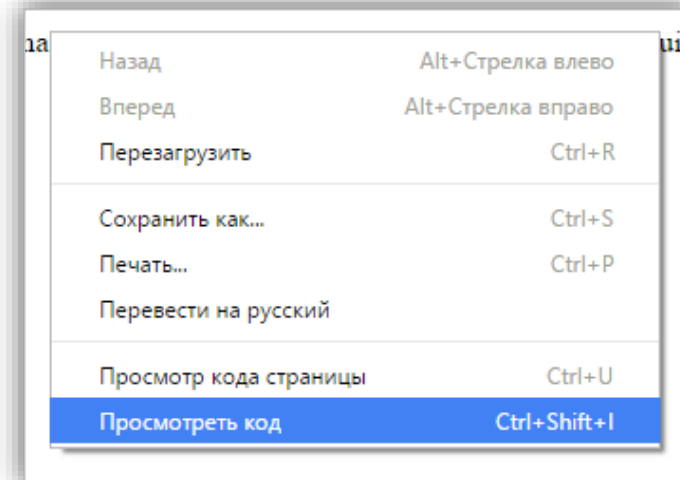 Назад Alt+Стрелка влево
Вперед Alt+Стрелка вправо
Перезагрузить Ctrl+R
Сохранить как... Ctrl+S
Печать... Ctrl+P
Перевести на русский
Просмотр кода страницы Ctrl+U
Просмотреть код Ctrl+Shift+I